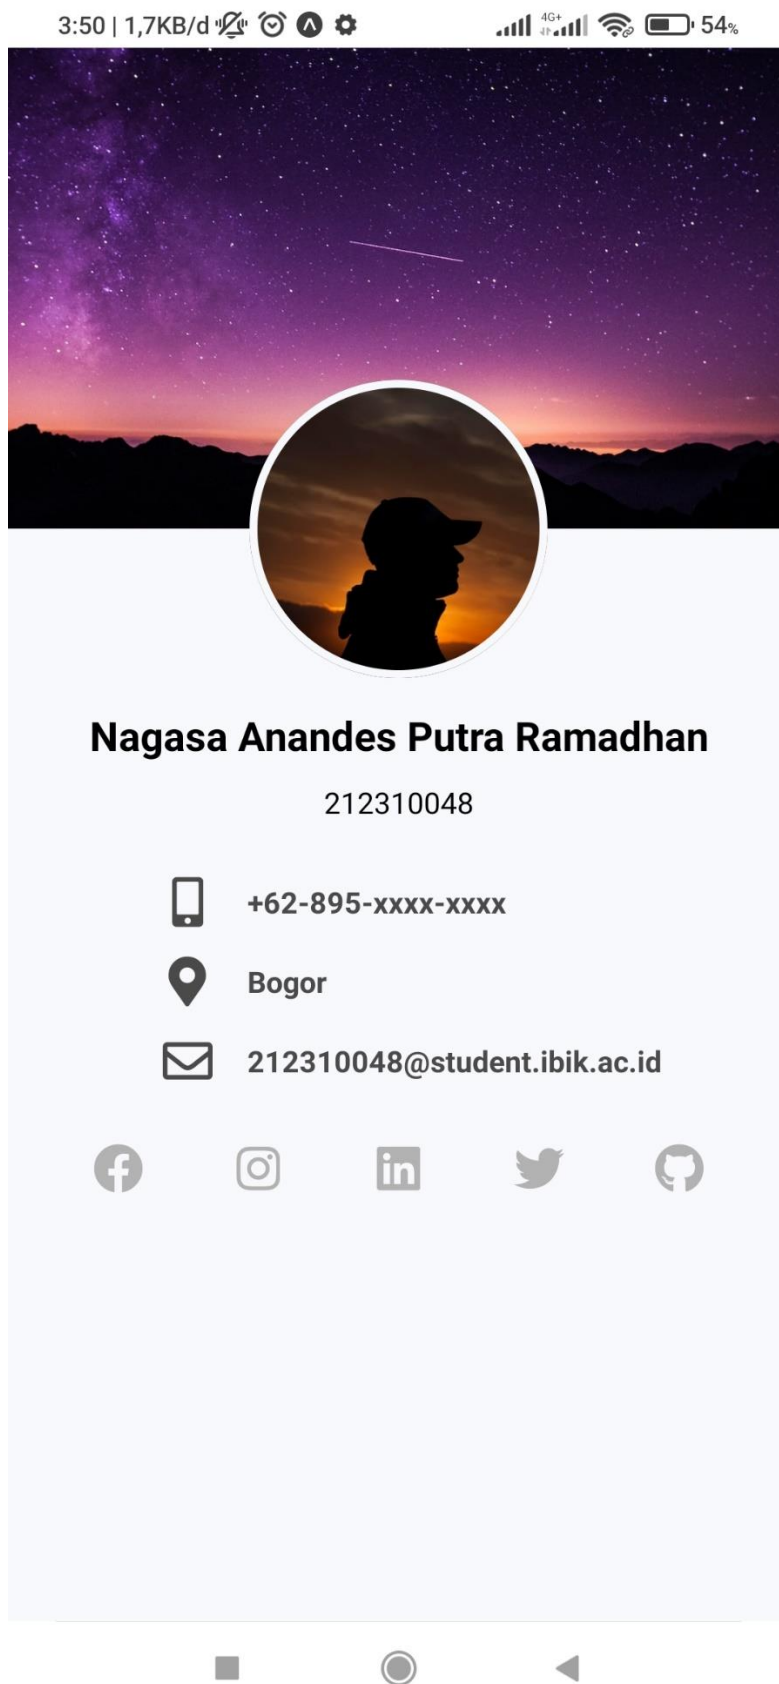 3:50 | 1,7KB/d 4G+ 54%
Nagasa Anandes Putra Ramadhan
212310048
+62-895-xxxx-xxxx
Bogor
212310048@student.ibik.ac.id